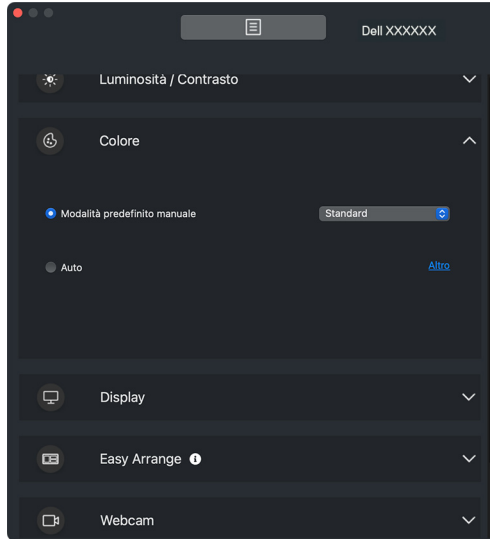 Dell XXXXXX
Luminosità / Contrasto
Colore
Modalità predefinito manuale
Standard
Auto
Altro
Display
Easy Arrange
Webcam